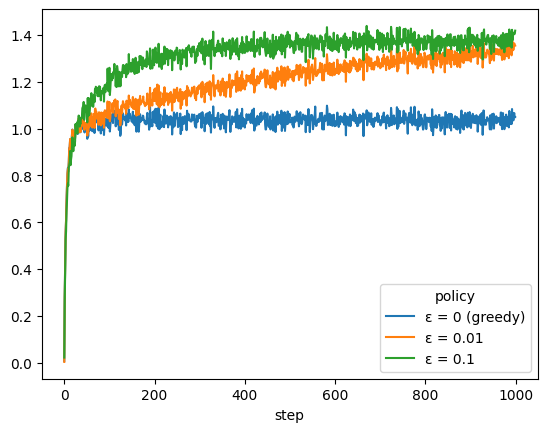 1.4
1.2
1.0
0.8
0.6
0.4
0.2
0.0
0
200
400
600
800
1000
step
policy
ε = 0 (greedy)
ε = 0.01
ε = 0.1